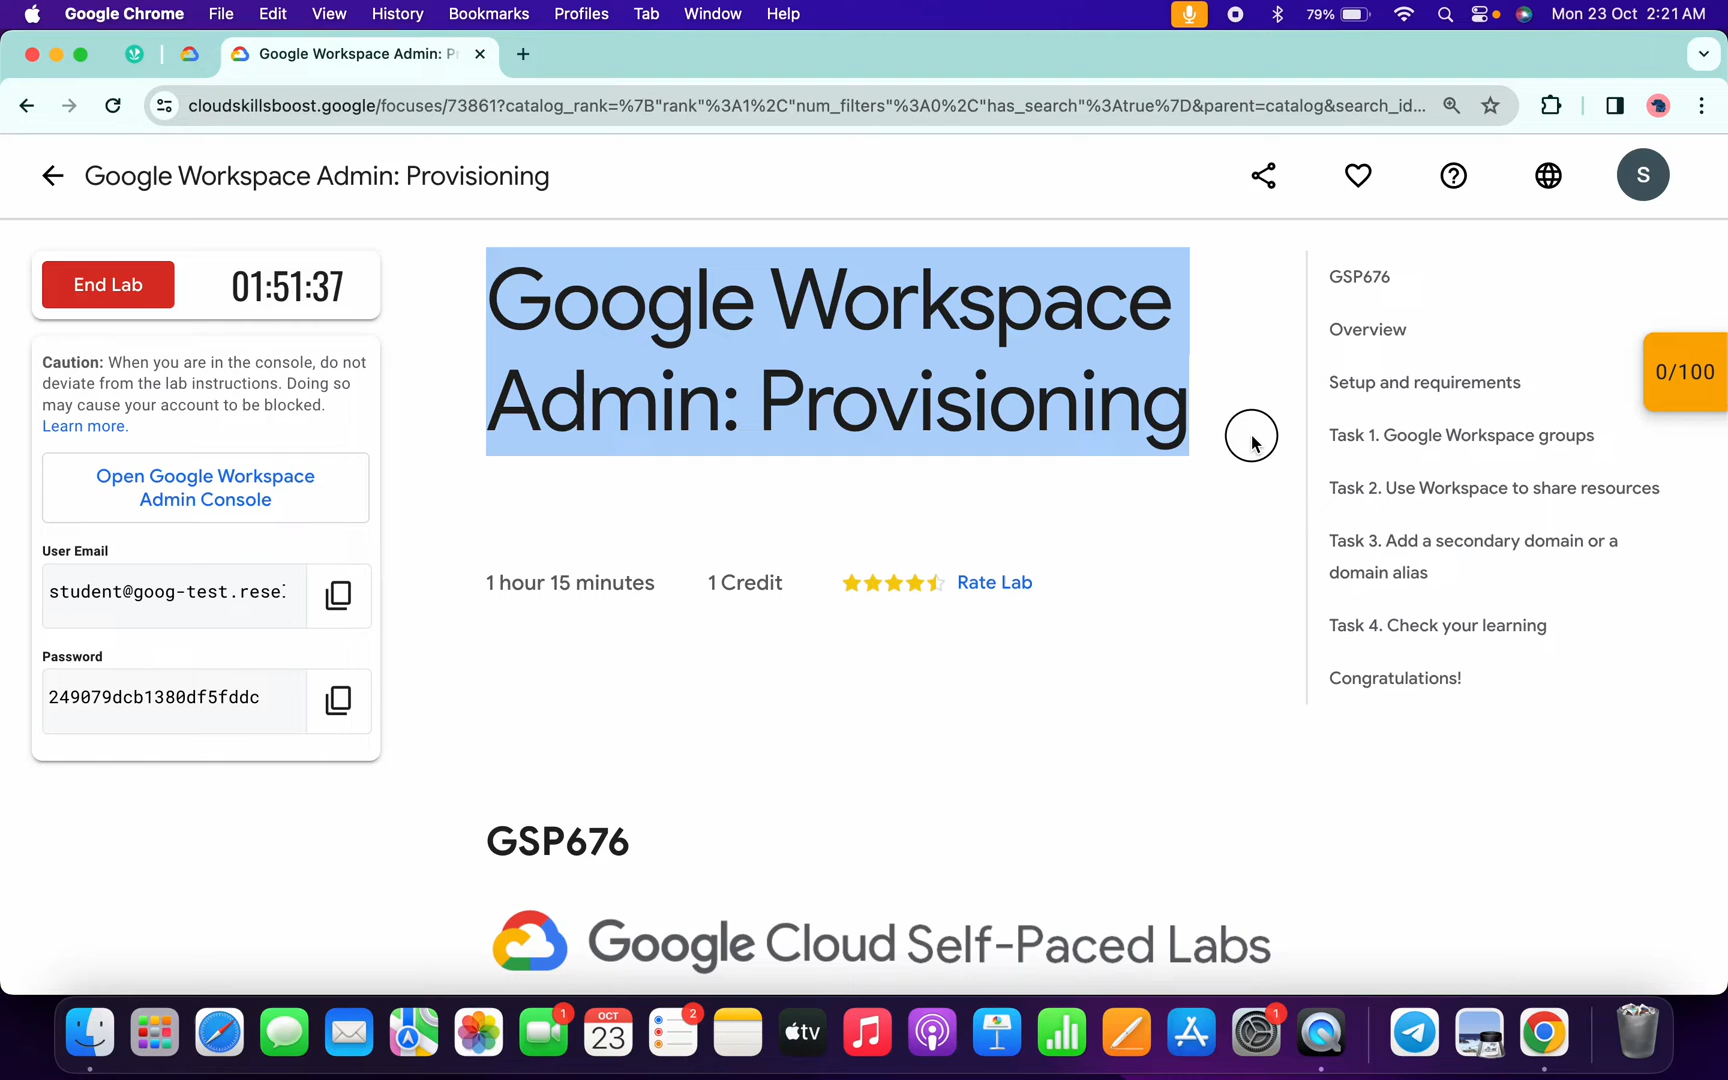 Google Chrome File Edit View History Bookmarks Profiles Tab Window Help 79% Mon 23 Oct 2:21 AM
Google Workspace Admin: P
cloudskillsboost.google/focuses/73861?catalog_rank=%7B"rank"%3A1%2C"num_filters"%3A0%2C"has_search"%3Atrue%7D&parent=catalog&search_id...
Google Workspace Admin: Provisioning
S
End Lab 01:51:37
Caution: When you are in the console, do not
deviate from the lab instructions. Doing so
may cause your account to be blocked.
Learn more.
Open Google Workspace
Admin Console
User Email
student@goog-test.rese
Password
249079dcb1380df5fddc
Google Workspace
Admin: Provisioning
1 hour 15 minutes 1 Credit Rate Lab
GSP676
Google Cloud Self-Paced Labs
GSP676
Overview
Setup and requirements
Task 1. Google Workspace groups
Task 2. Use Workspace to share resources
Task 3. Add a secondary domain or a
domain alias
Task 4. Check your learning
Congratulations!
0/100
1
OCT
23
2
tv
1